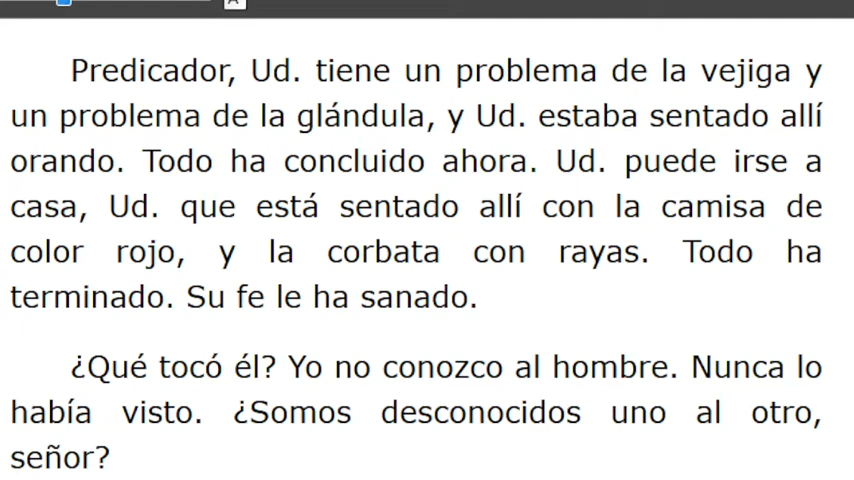 Predicador, Ud. tiene un problema de la vejiga y
un problema de la glándula, y Ud. estaba sentado allí
orando. Todo ha concluido ahora. Ud. puede irse a
casa, Ud. que está sentado allí con la camisa de
color rojo, y la corbata con rayas. Todo ha
terminado. Su fe le ha sanado.
¿Qué tocó él? Yo no conozco al hombre. Nunca lo
había visto. ¿Somos desconocidos uno al otro,
señor?